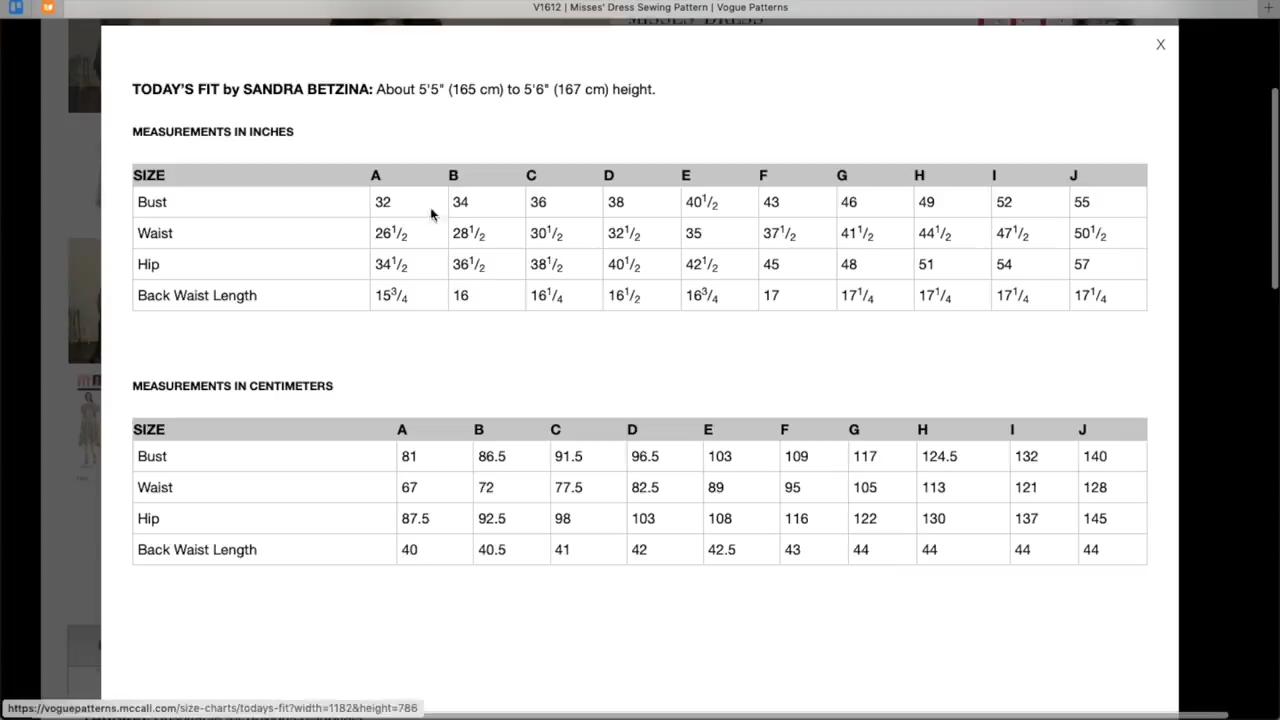 V1612 | Misses' Dress Sewing Pattern | Vogue Patterns
X
TODAY'S FIT by SANDRA BETZINA: About 5'5" (165 cm) to 5'6" (167 cm) height.
MEASUREMENTS IN INCHES
SIZE A B C D E F G H I J
Bust 32 34 36 38 40 1/2 43 46 49 52 55
Waist 26 1/2 28 1/2 30 1/2 32 1/2 35 37 1/2 41 1/2 44 1/2 47 1/2 50 1/2
Hip 34 1/2 36 1/2 38 1/2 40 1/2 42 1/2 45 48 51 54 57
Back Waist Length 15 3/4 16 16 1/4 16 1/2 16 3/4 17 17 1/4 17 1/4 17 1/4 17 1/4
MEASUREMENTS IN CENTIMETERS
SIZE A B C D E F G H I J
Bust 81 86.5 91.5 96.5 103 109 117 124.5 132 140
Waist 67 72 77.5 82.5 89 95 105 113 121 128
Hip 87.5 92.5 98 103 108 116 122 130 137 145
Back Waist Length 40 40.5 41 42 42.5 43 44 44 44 44
https://voguepatterns.mccall.com/size-charts/todays-fit?width=1182&height=786